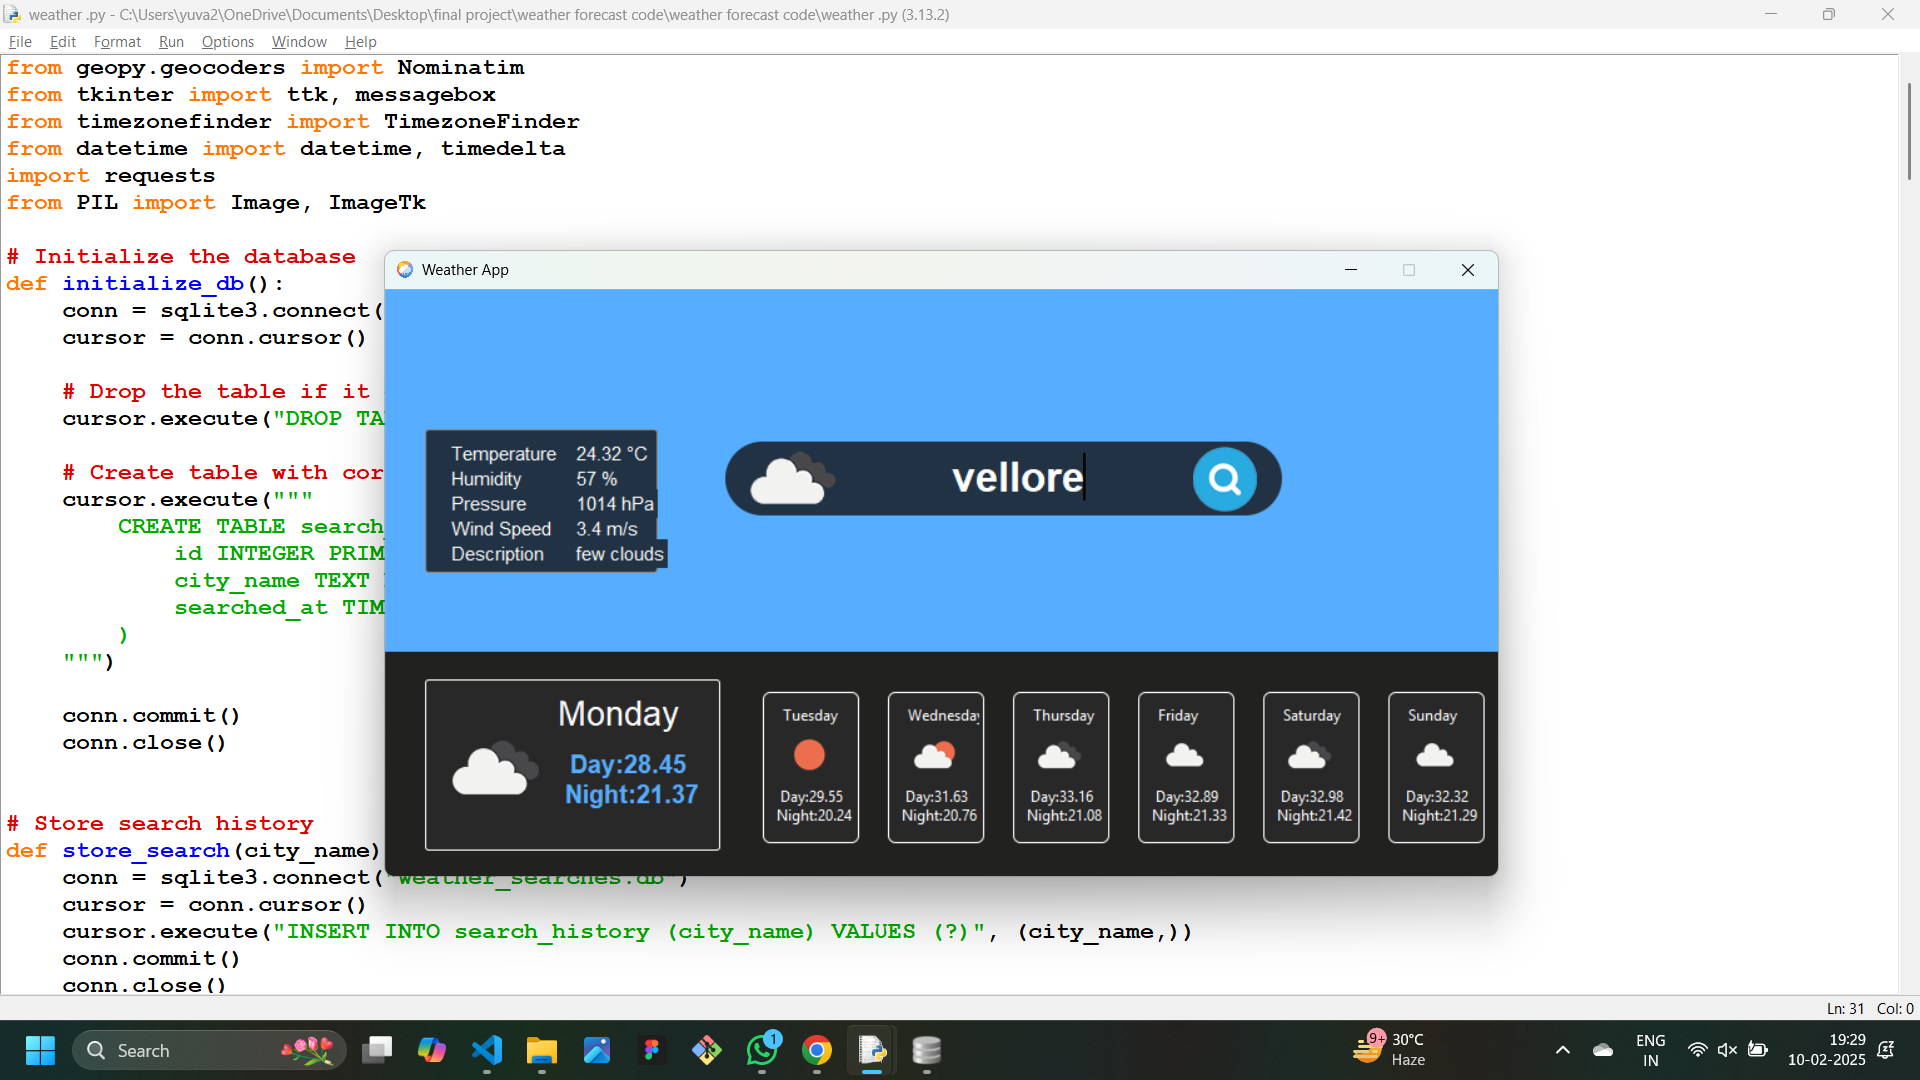 weather .py - C:\Users\yuva2\OneDrive\Documents\Desktop\final project\weather forecast code\weather forecast code\weather .py (3.13.2)
File Edit Format Run Options Window Help
from geopy.geocoders import Nominatim
from tkinter import ttk, messagebox
from timezonefinder import TimezoneFinder
from datetime import datetime, timedelta
import requests
from PIL import Image, ImageTk
# Initialize the database
def initialize_db():
conn = sqlite3.connect(
cursor = conn.cursor()
# Drop the table if it
cursor.execute("DROP TA
# Create table with cor
cursor.execute("""
CREATE TABLE search_
id INTEGER PRIM
city_name TEXT
searched_at TIM
)
""")
conn.commit()
conn.close()
# Store search history
def store_search(city_name)
conn = sqlite3.connect("weather_searches.db")
cursor = conn.cursor()
cursor.execute("INSERT INTO search_history (city_name) VALUES (?)", (city_name,))
conn.commit()
conn.close()
Weather App
Temperature 24.32 °C
Humidity 57 %
Pressure 1014 hPa
Wind Speed 3.4 m/s
Description few clouds
vellore
Monday
Day:28.45
Night:21.37
Tuesday
Day:29.55
Night:20.24
Wednesday
Day:31.63
Night:20.76
Thursday
Day:33.16
Night:21.08
Friday
Day:32.89
Night:21.33
Saturday
Day:32.98
Night:21.42
Sunday
Day:32.32
Night:21.29
Ln: 31 Col: 0
Search
1
9+
30°C
Haze
ENG
IN
19:29
10-02-2025